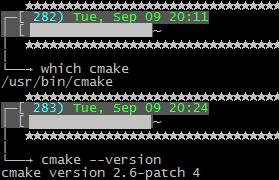 ☆☆☆☆☆☆☆☆☆☆☆☆☆☆☆☆☆☆☆☆☆☆☆☆☆☆☆☆
[ 282) Tue, Sep 09 20:11
[ ~
☆☆☆☆☆☆☆☆☆☆☆☆☆☆☆☆☆☆☆☆☆☆☆☆☆☆☆☆
which cmake
/usr/bin/cmake
☆☆☆☆☆☆☆☆☆☆☆☆☆☆☆☆☆☆☆☆☆☆☆☆☆☆☆☆
[ 283) Tue, Sep 09 20:24
[ ~
☆☆☆☆☆☆☆☆☆☆☆☆☆☆☆☆☆☆☆☆☆☆☆☆☆☆☆☆
cmake --version
cmake version 2.6-patch 4